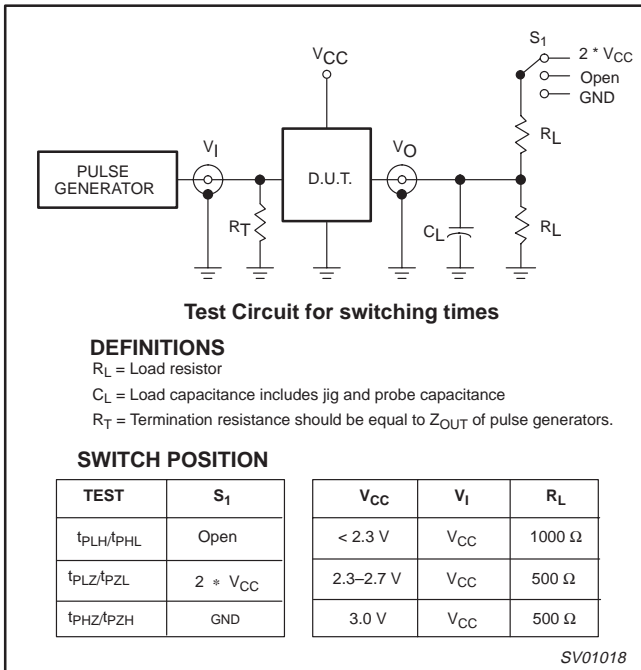 VCC
S1
2 * VCC
Open
GND
RL
VI
VO
PULSE
GENERATOR
D.U.T.
RT
CL
RL
Test Circuit for switching times
DEFINITIONS
RL = Load resistor
CL = Load capacitance includes jig and probe capacitance
RT = Termination resistance should be equal to ZOUT of pulse generators.
SWITCH POSITION
TEST S1
tPLH/tPHL Open
tPLZ/tPZL 2 * VCC
tPHZ/tPZH GND
VCC VI RL
< 2.3 V VCC 1000 Ω
2.3–2.7 V VCC 500 Ω
3.0 V VCC 500 Ω
SV01018